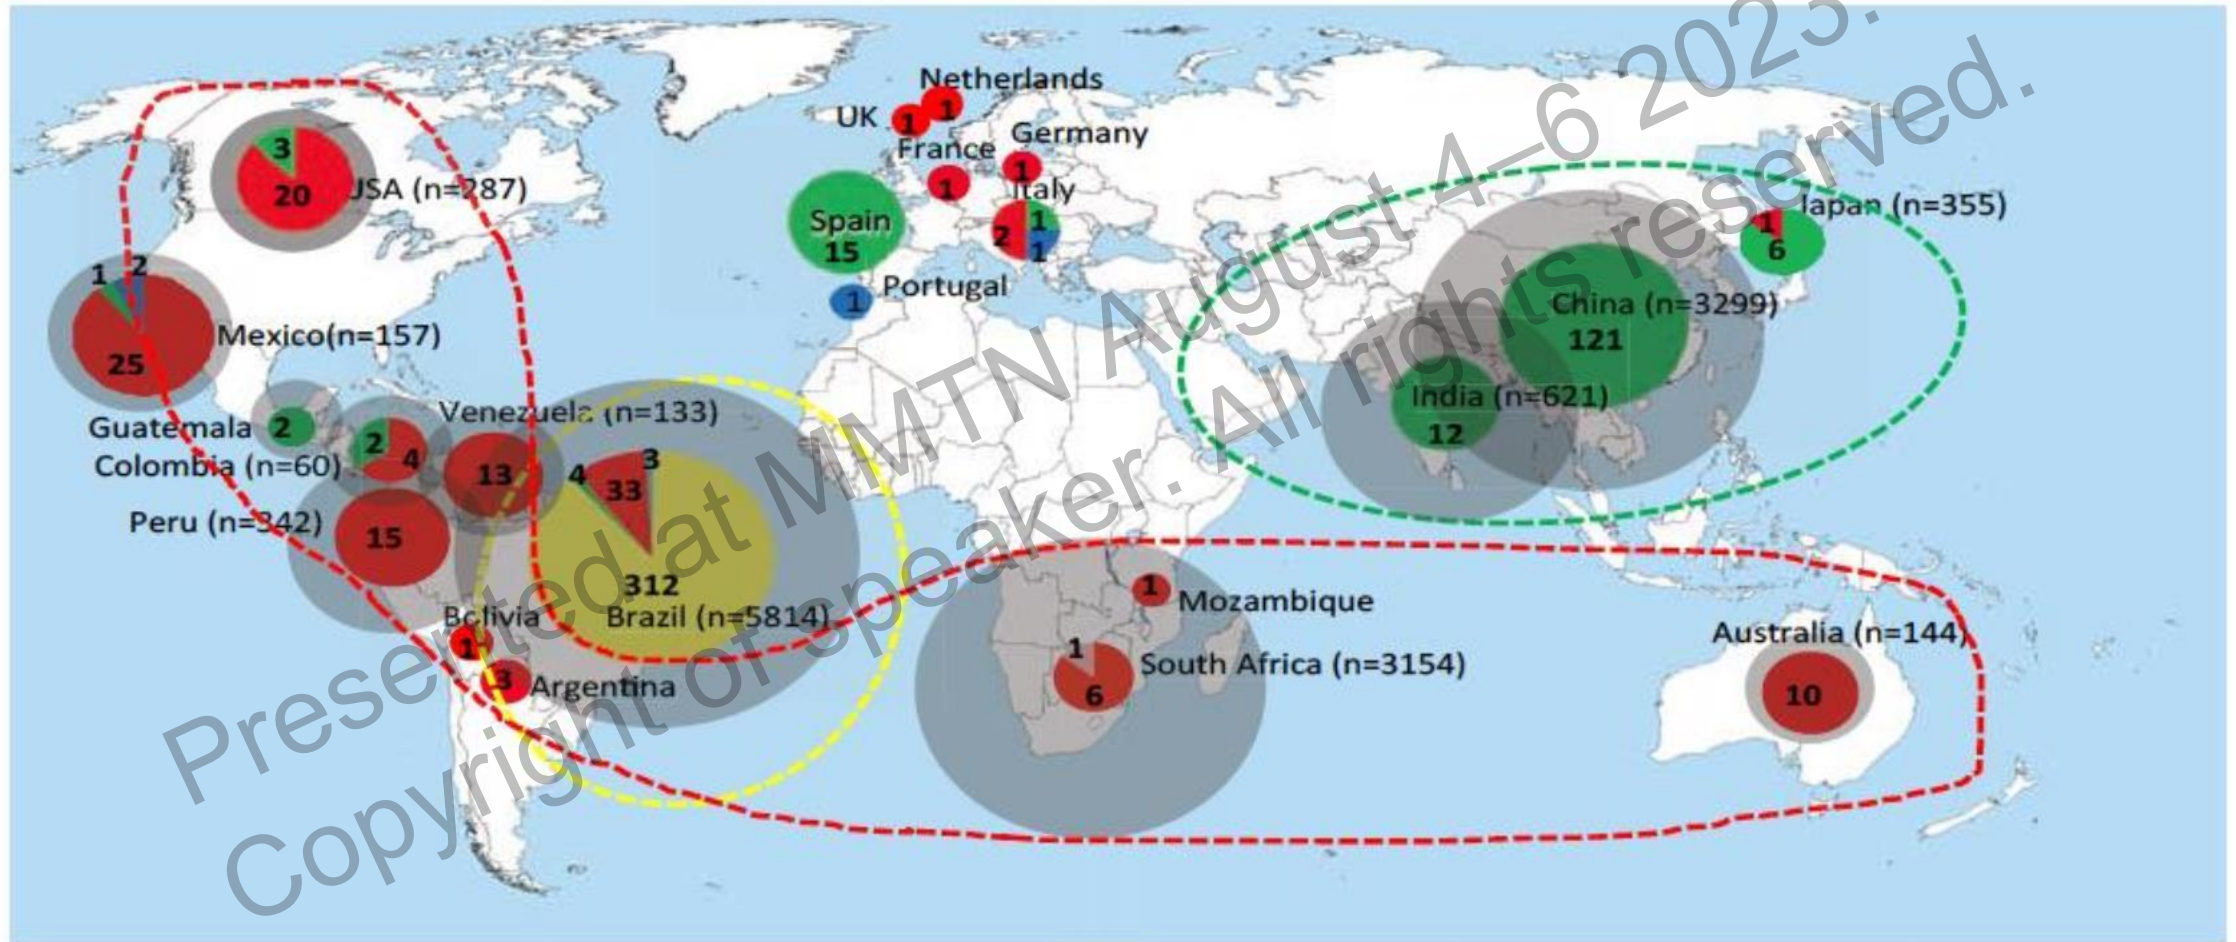 Netherlands
1
UK
1
Germany
France
1
1
Italy
2
1
1
Spain
15
Portugal
1
3
20
USA (n=287)
Japan (n=355)
1
6
China (n=3299)
121
India (n=621)
12
1
2
Mexico(n=157)
25
Guatemala
2
Colombia (n=60)
2
4
Venezuela (n=133)
13
Peru (n=342)
15
4
33
3
312
Brazil (n=5814)
Bolivia
1
3
Argentina
1
Mozambique
1
6
South Africa (n=3154)
Australia (n=144)
10
Presented at MMTN August 4–6 2023.
Copyright of speaker. All rights reserved.